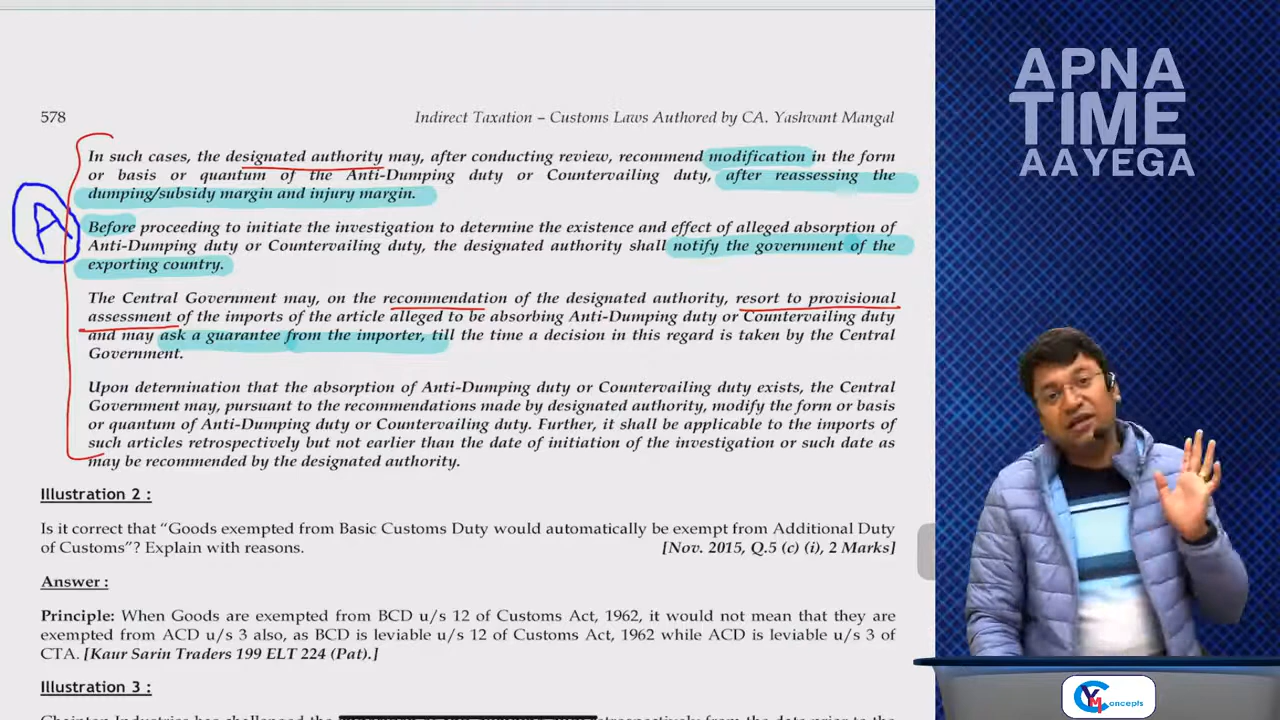 APNA
TIME
AAYEGA
578
Indirect Taxation – Customs Laws Authored by CA. Yashvant Mangal
In such cases, the designated authority may, after conducting review, recommend modification in the form
or basis or quantum of the Anti-Dumping duty or Countervailing duty, after reassessing the
dumping/subsidy margin and injury margin.
A
Before proceeding to initiate the investigation to determine the existence and effect of alleged absorption of
Anti-Dumping duty or Countervailing duty, the designated authority shall notify the government of the
exporting country.
The Central Government may, on the recommendation of the designated authority, resort to provisional
assessment of the imports of the article alleged to be absorbing Anti-Dumping duty or Countervailing duty
and may ask a guarantee from the importer, till the time a decision in this regard is taken by the Central
Government.
Upon determination that the absorption of Anti-Dumping duty or Countervailing duty exists, the Central
Government may, pursuant to the recommendations made by designated authority, modify the form or basis
or quantum of Anti-Dumping duty or Countervailing duty. Further, it shall be applicable to the imports of
such articles retrospectively but not earlier than the date of initiation of the investigation or such date as
may be recommended by the designated authority.
Illustration 2 :
Is it correct that “Goods exempted from Basic Customs Duty would automatically be exempt from Additional Duty
of Customs”? Explain with reasons. [Nov. 2015, Q.5 (c) (i), 2 Marks]
Answer :
Principle: When Goods are exempted from BCD u/s 12 of Customs Act, 1962, it would not mean that they are
exempted from ACD u/s 3 also, as BCD is leviable u/s 12 of Customs Act, 1962 while ACD is leviable u/s 3 of
CTA. [Kaur Sarin Traders 199 ELT 224 (Pat).]
Illustration 3 :
YM Concepts